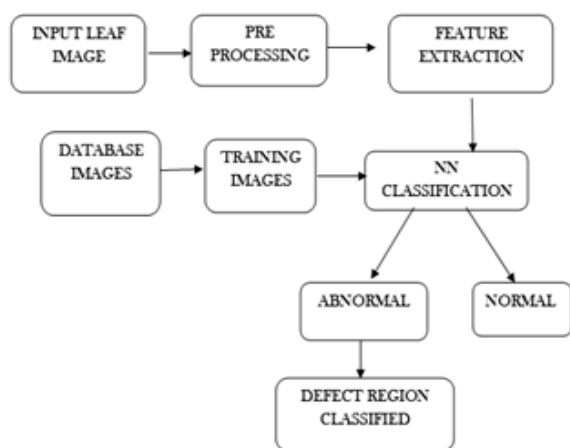 INPUT LEAF
IMAGE
PRE
PROCESSING
FEATURE
EXTRACTION
DATABASE
IMAGES
TRAINING
IMAGES
NN
CLASSIFICATION
ABNORMAL
NORMAL
DEFECT REGION
CLASSIFIED